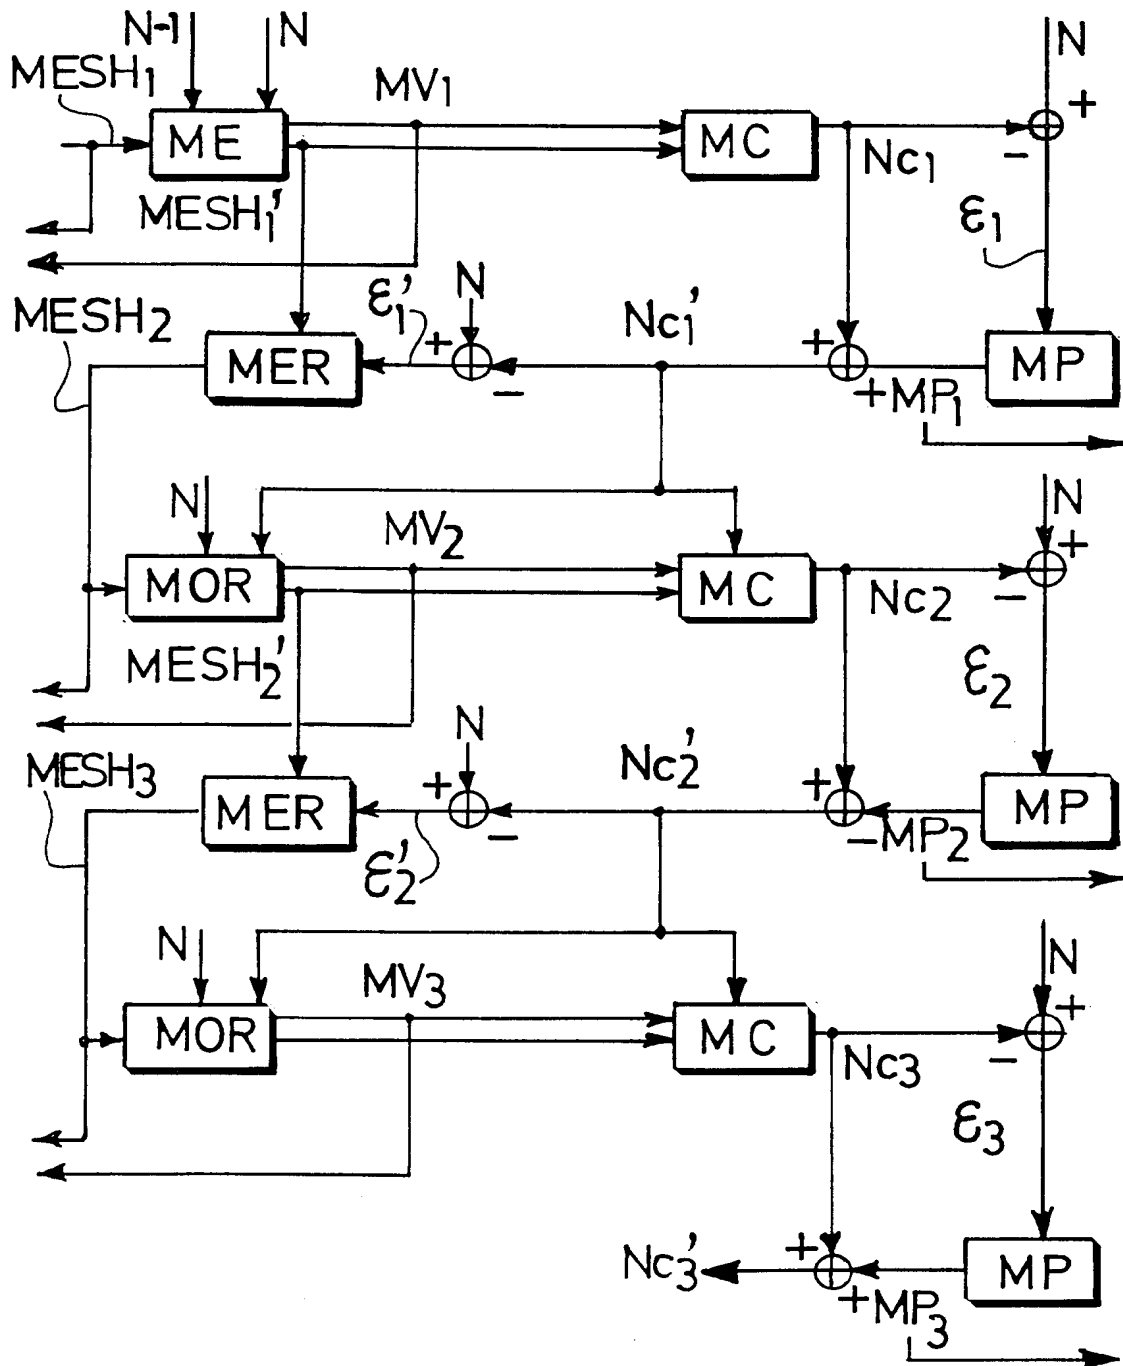 N-1 N N
MESH1 MV1 +
ME MC Nc1 -
MESH1' ε1
MESH2 ε1' N Nc1'
MER + - + MP
+MP1
N MV2 N
MOR MC Nc2 - +
MESH2' ε2
MESH3 N Nc2'
MER + - + MP
ε2' -MP2
N MV3 N
MOR MC Nc3 - +
ε3
Nc3' + MP
+MP3